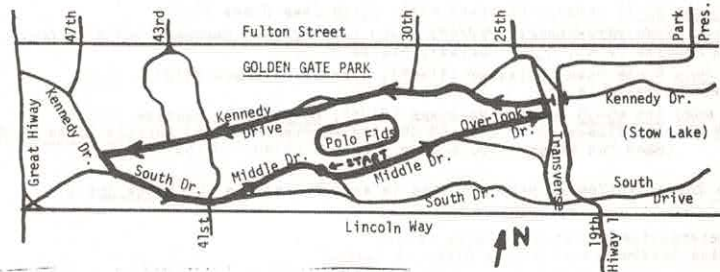 47th
43rd
Fulton Street
30th
25th
Park
Pres.
GOLDEN GATE PARK
Great Hiway
Kennedy Dr.
Kennedy
Drive
Kennedy Dr.
(Stow Lake)
Overlook
Dr.
Polo Flds
START
Transverse
South Dr.
Middle Dr.
Middle Dr.
South Dr.
South
Drive
41st
Lincoln Way
N
19th
Hiway 1